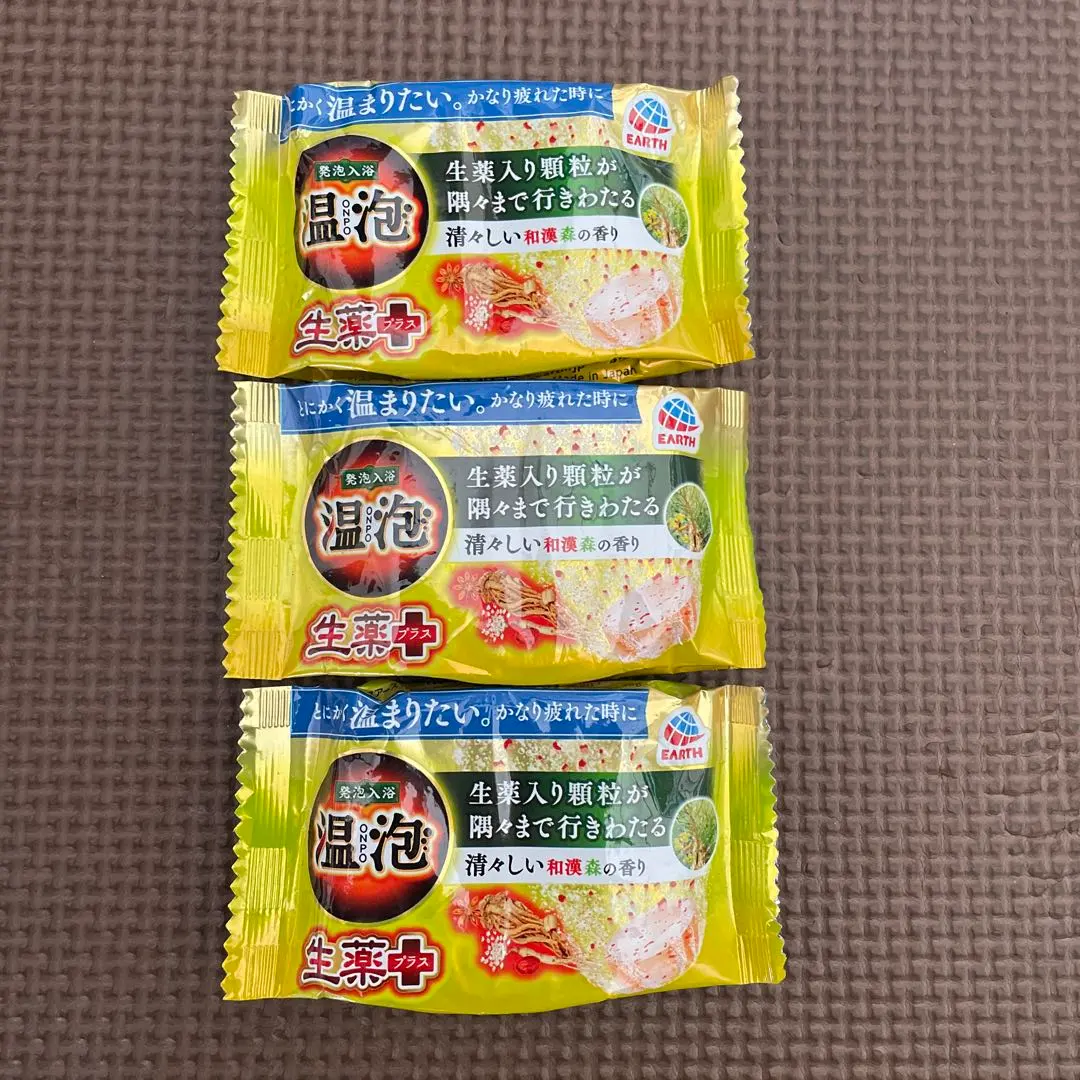 とかく温まりたい。かなり疲れた時に
EARTH
発泡入浴
温泡
ONPO
生薬入り顆粒が
隅々まで行きわたる
清々しい和漢森の香り
生薬プラス
Made in Japan
とにかく温まりたい。かなり疲れた時に
EARTH
発泡入浴
温泡
ONPO
生薬入り顆粒が
隅々まで行きわたる
清々しい和漢森の香り
生薬プラス
とにかく温まりたい。かなり疲れた時に
EARTH
発泡入浴
温泡
ONPO
生薬入り顆粒が
隅々まで行きわたる
清々しい和漢森の香り
生薬プラス